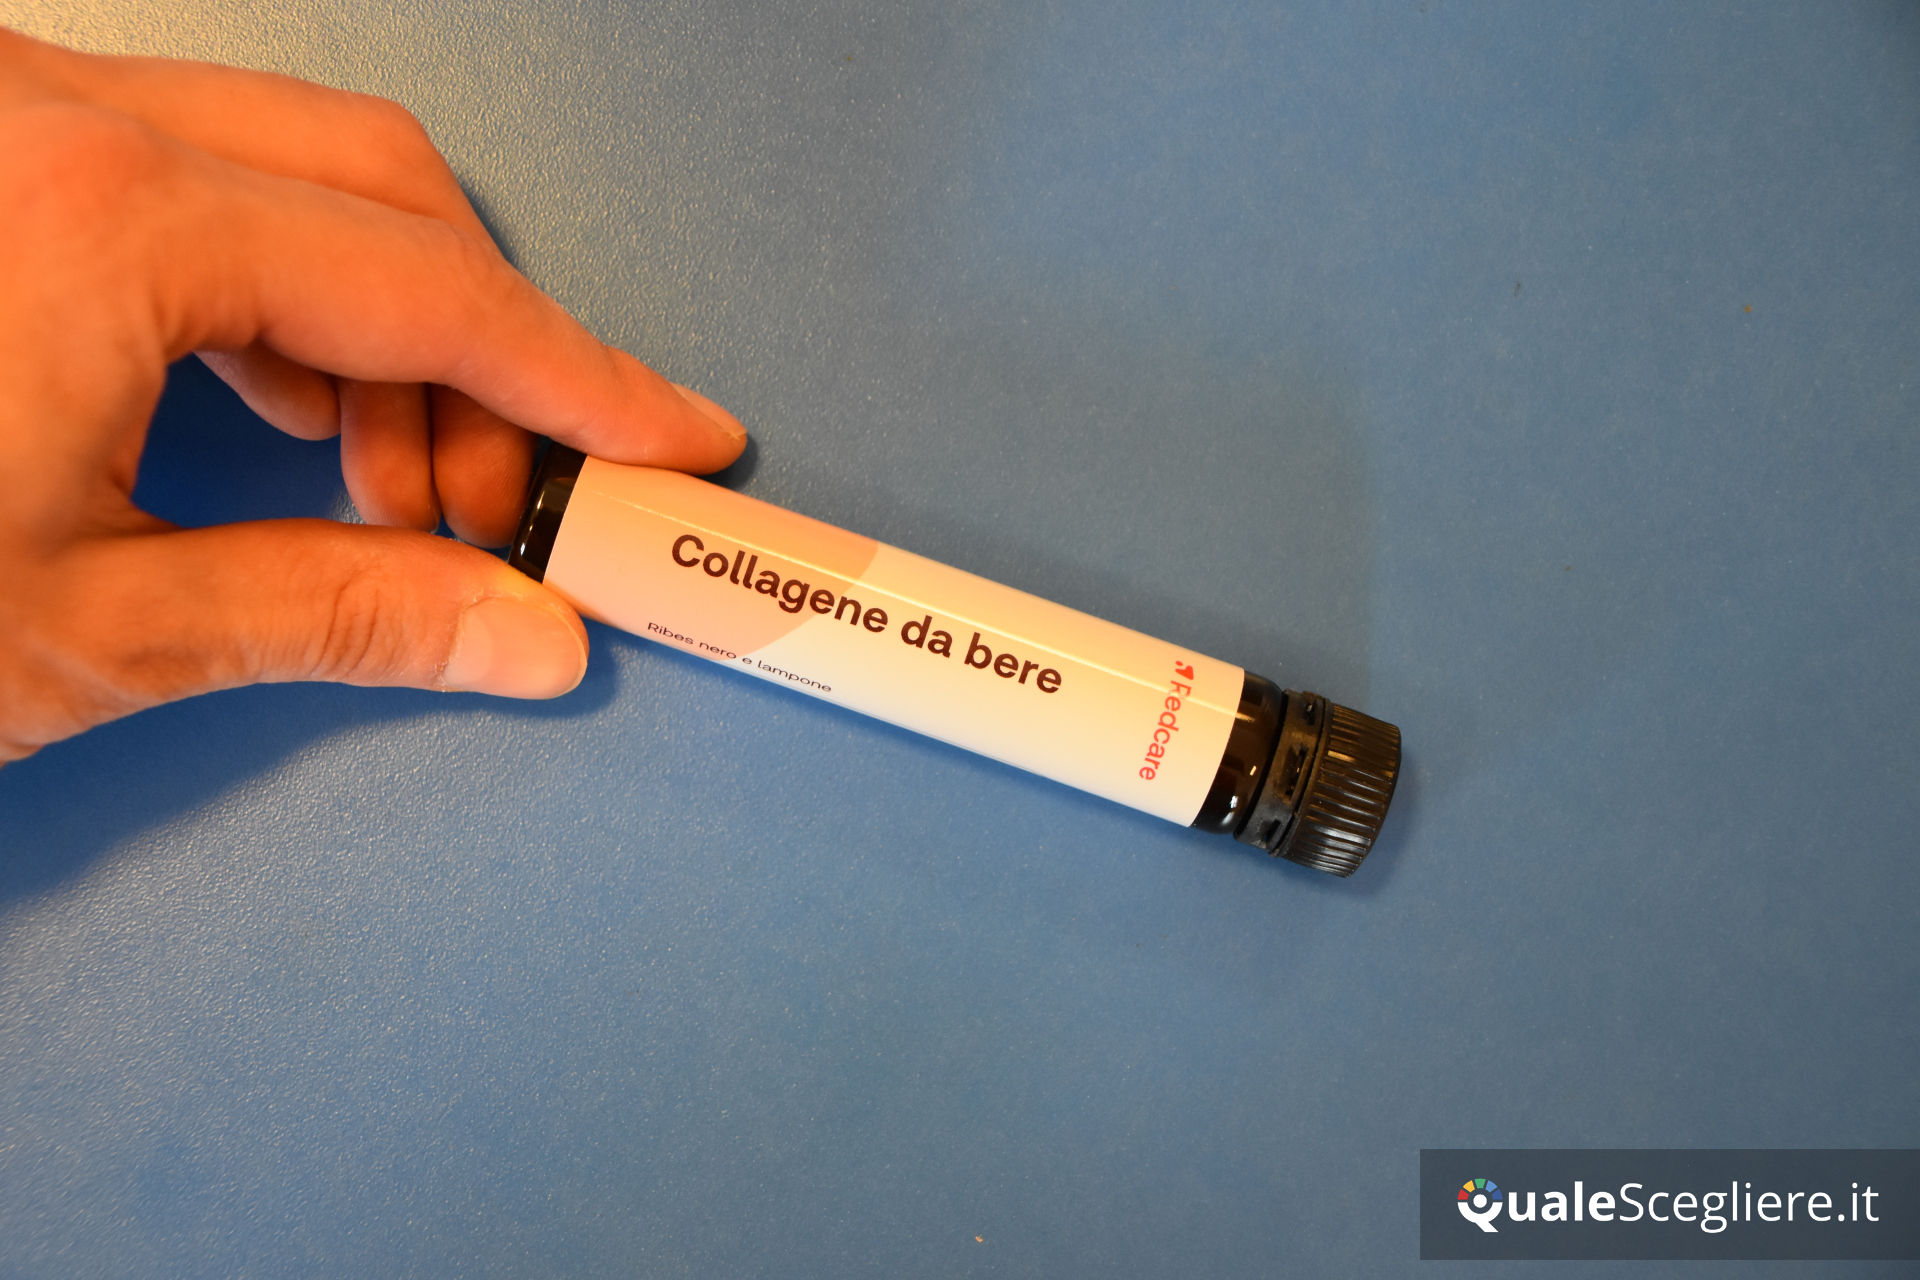 Collagene da bere
Ribes nero e lampone
Redcare
QualeScegliere.it